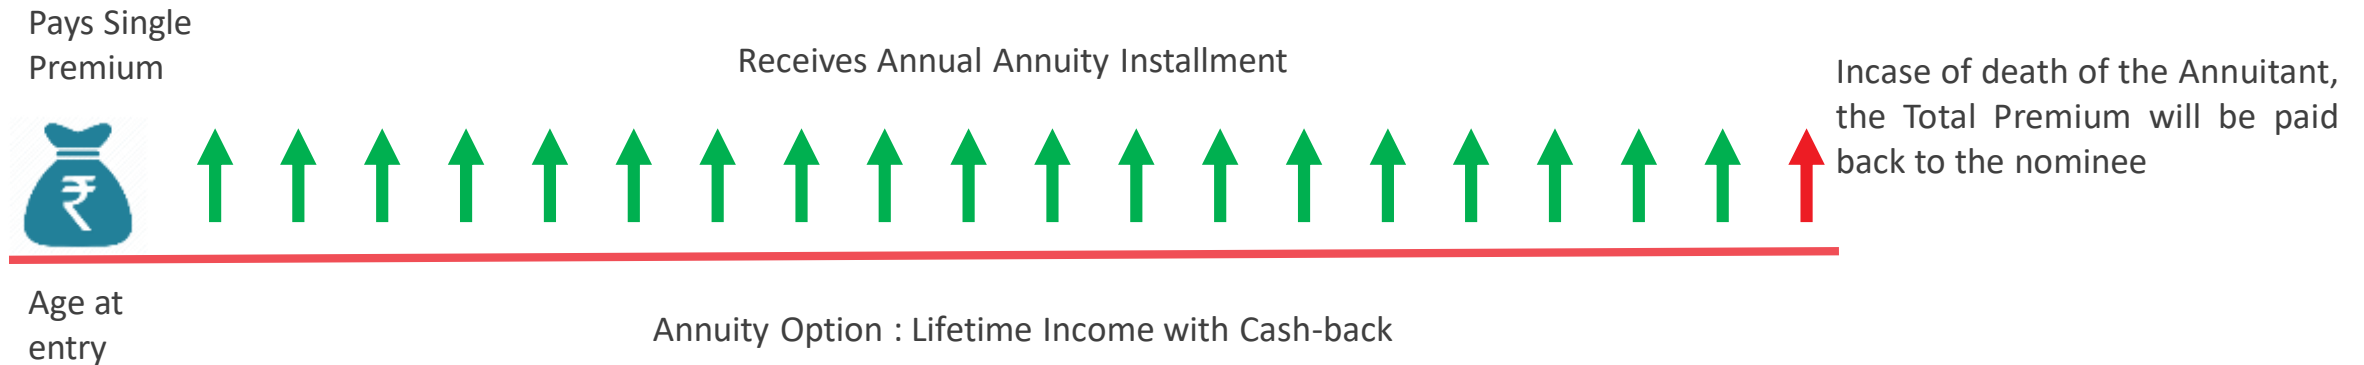 Pays Single
Premium
Receives Annual Annuity Installment
Incase of death of the Annuitant,
the Total Premium will be paid
back to the nominee
₹
Age at
entry
Annuity Option : Lifetime Income with Cash-back